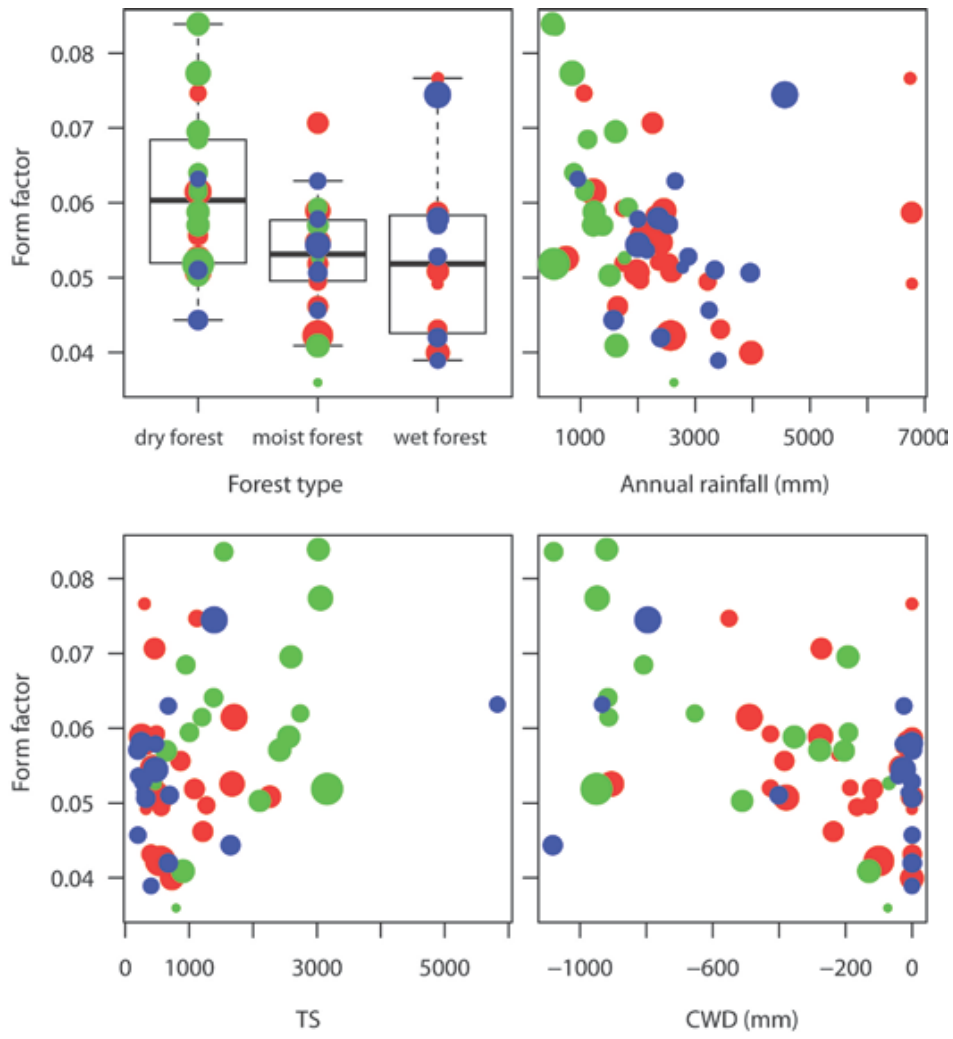 0.08
0.07
0.06
0.05
0.04
Form factor
dry forest moist forest wet forest
Forest type
1000 3000 5000 7000
Annual rainfall (mm)
0.08
0.07
0.06
0.05
0.04
Form factor
0 1000 3000 5000
TS
−1000 −600 −200 0
CWD (mm)